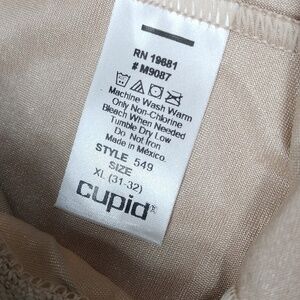 RN 19681
# M9087
Machine Wash Warm
Only Non-Chlorine
Bleach When Needed
Tumble Dry Low
Do Not Iron
Made in México.
STYLE 549
SIZE
XL (31-32)
cupid®